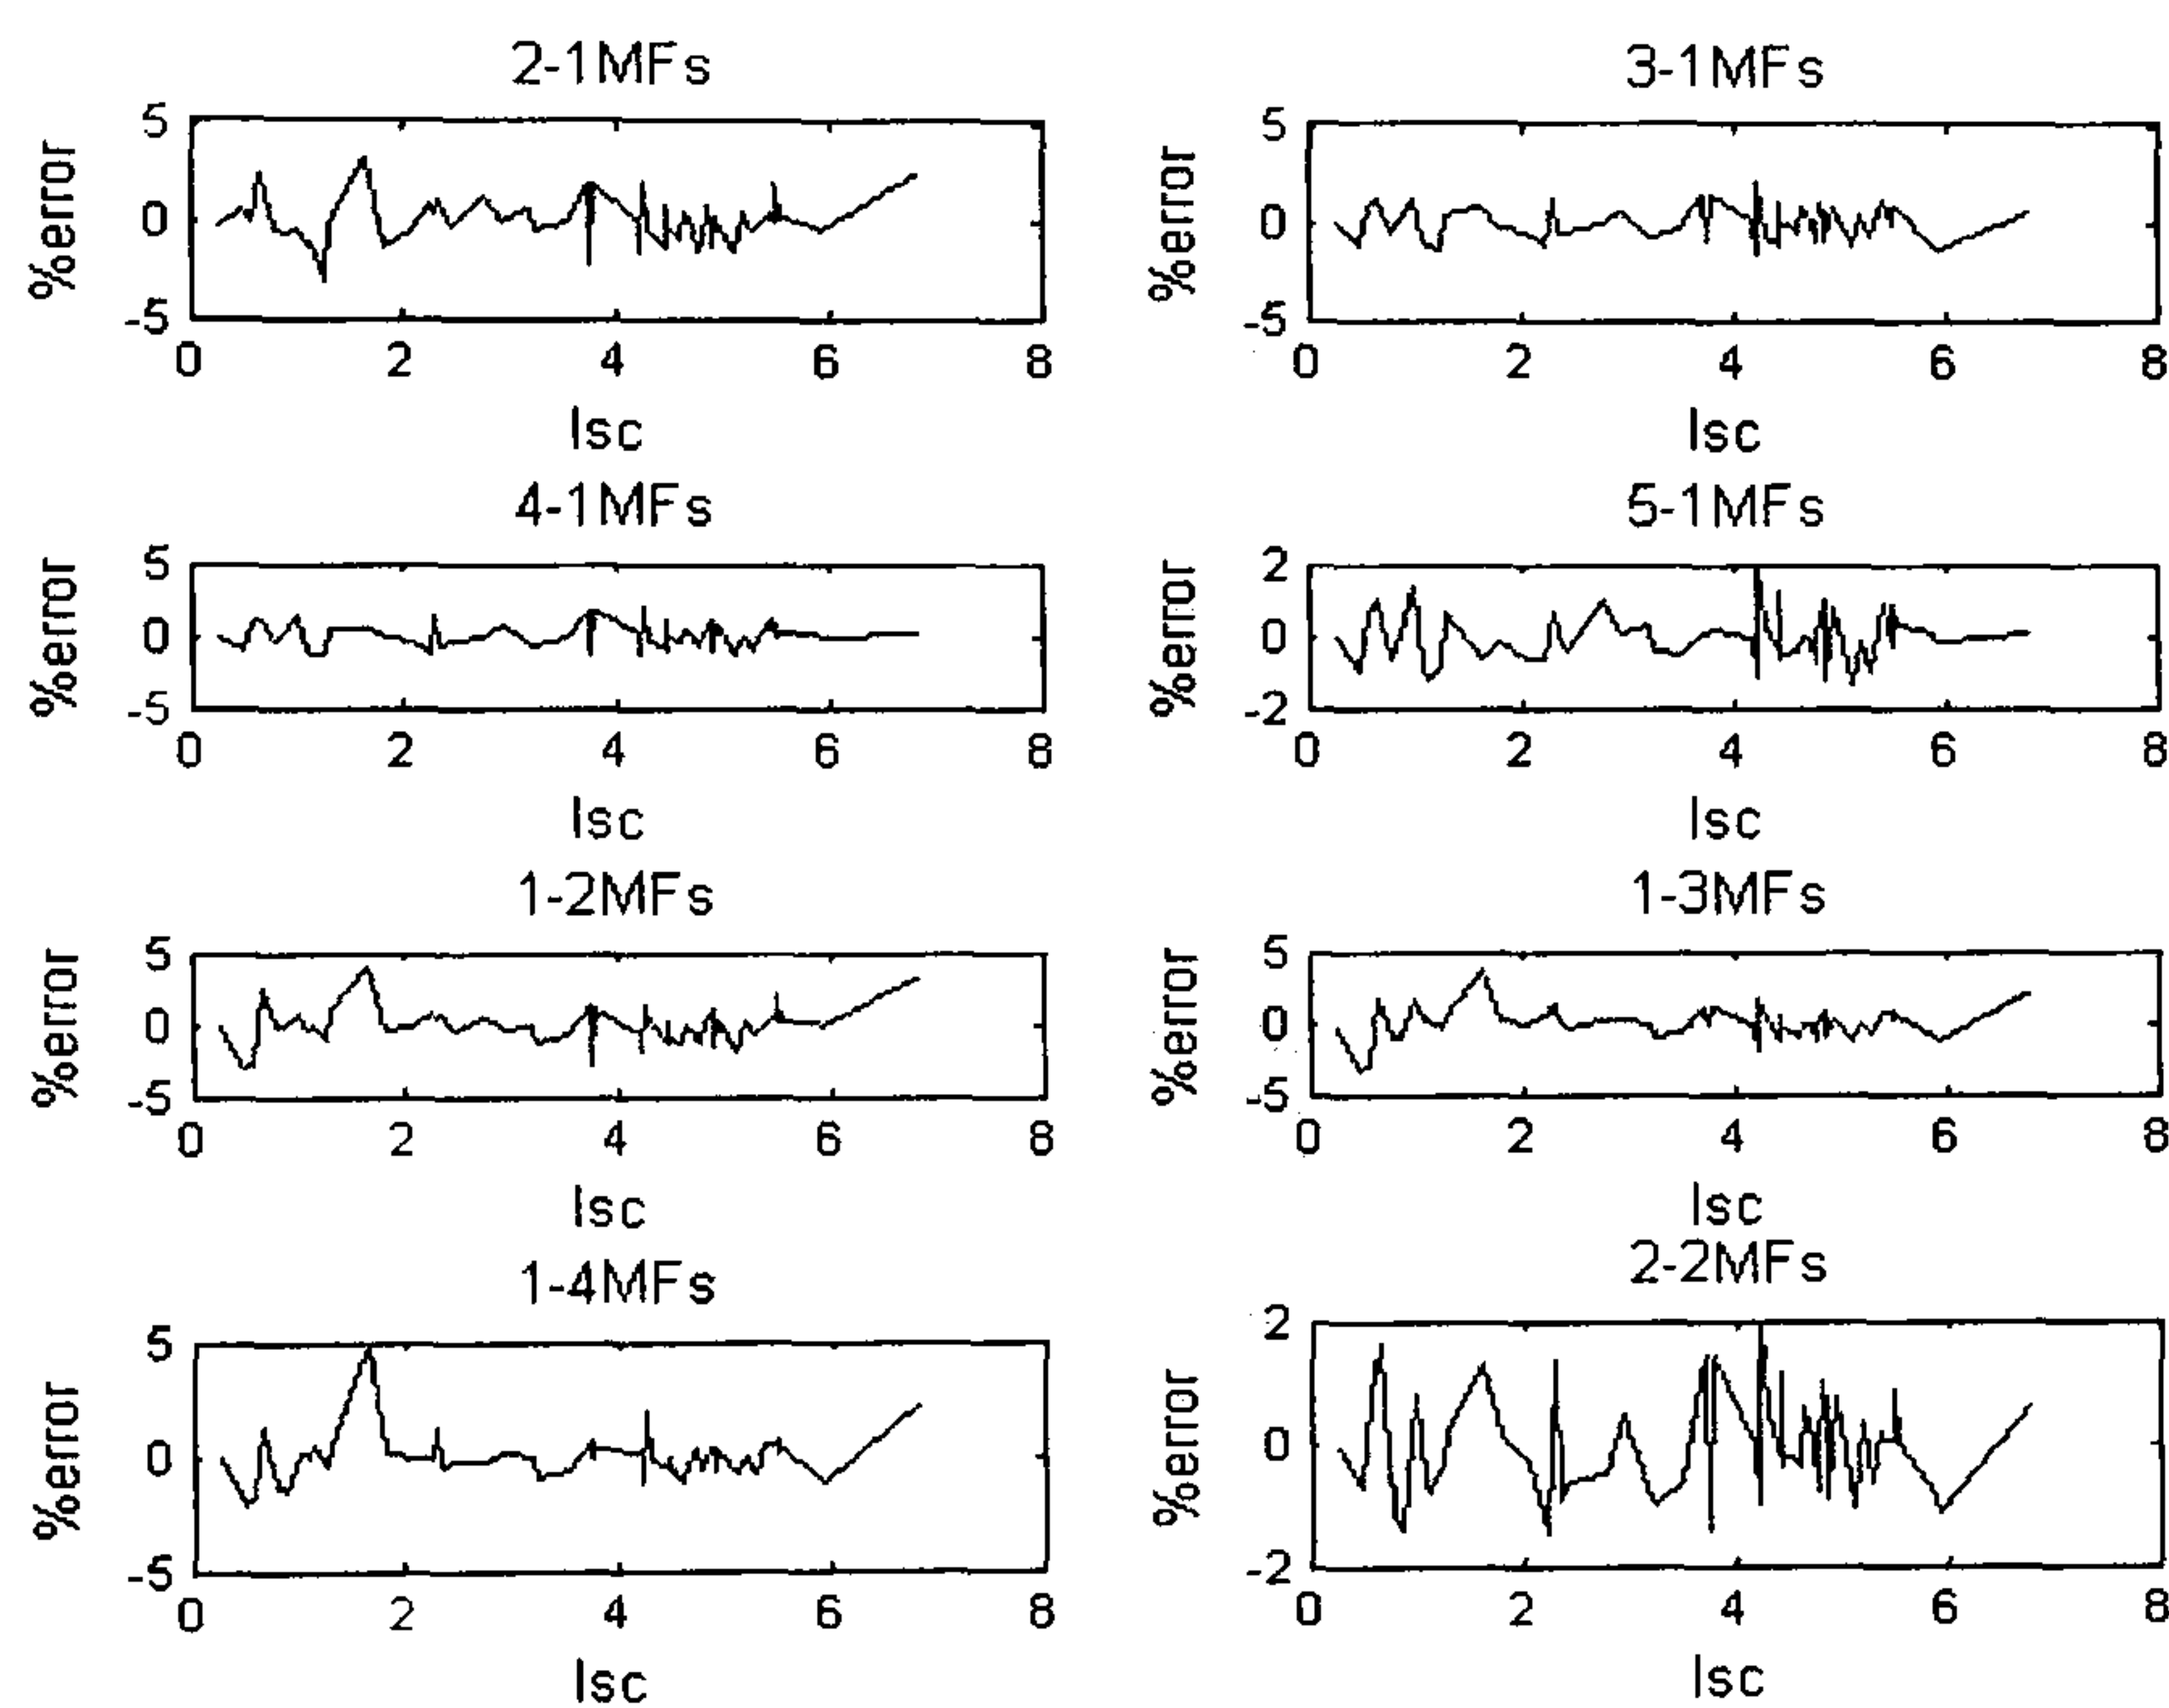 2-1MFs
5
0
-5
%error
0 2 4 6 8
Isc
3-1MFs
5
0
-5
%error
0 2 4 6 8
Isc
4-1MFs
5
0
-5
%error
0 2 4 6 8
Isc
5-1MFs
2
0
-2
%error
0 2 4 6 8
Isc
1-2MFs
5
0
-5
%error
0 2 4 6 8
Isc
1-3MFs
5
0
-5
%error
0 2 4 6 8
Isc
1-4MFs
5
0
-5
%error
0 2 4 6 8
Isc
2-2MFs
2
0
-2
%error
0 2 4 6 8
Isc